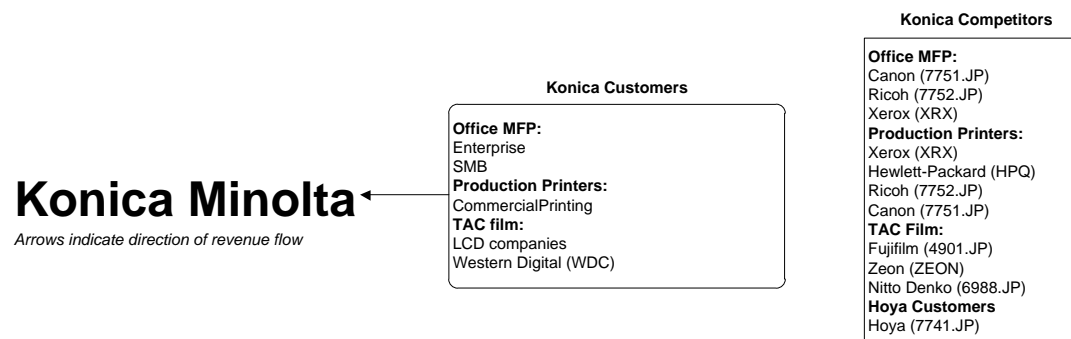 Konica Competitors
Office MFP:
Canon (7751.JP)
Ricoh (7752.JP)
Xerox (XRX)
Production Printers:
Xerox (XRX)
Hewlett-Packard (HPQ)
Ricoh (7752.JP)
Canon (7751.JP)
TAC Film:
Fujifilm (4901.JP)
Zeon (ZEON)
Nitto Denko (6988.JP)
Hoya Customers
Hoya (7741.JP)
Konica Customers
Office MFP:
Enterprise
SMB
Production Printers:
CommercialPrinting
TAC film:
LCD companies
Western Digital (WDC)
Konica Minolta
Arrows indicate direction of revenue flow